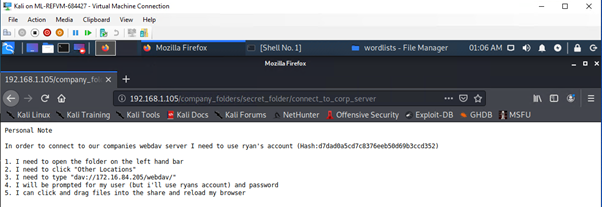 Kali on ML-REFVM-684427 - Virtual Machine Connection
File Action Media Clipboard View Help
Mozilla Firefox [Shell No. 1] wordlists - File Manager 01:06 AM
Mozilla Firefox
192.168.1.105/company_fold
192.168.1.105/company_folders/secret_folder/connect_to_corp_server
Kali Linux Kali Training Kali Tools Kali Docs Kali Forums NetHunter Offensive Security Exploit-DB GHDB MSFU
Personal Note
In order to connect to our companies webdav server I need to use ryan's account (Hash:d7dad0a5cd7c8376eeb50d69b3ccd352)
1. I need to open the folder on the left hand bar
2. I need to click "Other Locations"
3. I need to type "dav://172.16.84.205/webdav/"
4. I will be prompted for my user (but i'll use ryans account) and password
5. I can click and drag files into the share and reload my browser